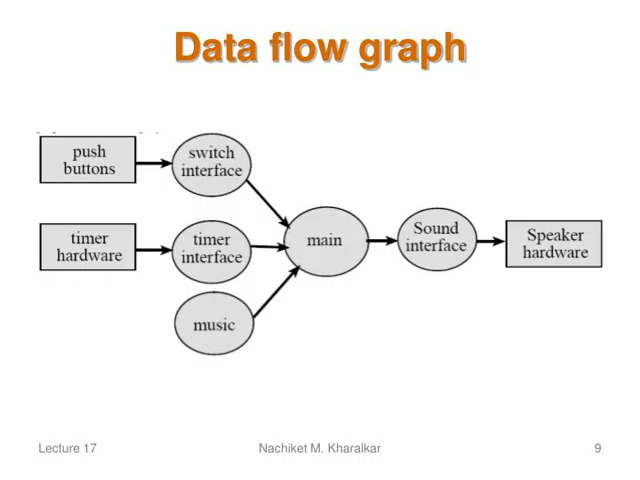 Data flow graph
push
buttons
switch
interface
timer
hardware
timer
interface
music
main
Sound
interface
Speaker
hardware
Lecture 17
Nachiket M. Kharalkar
9